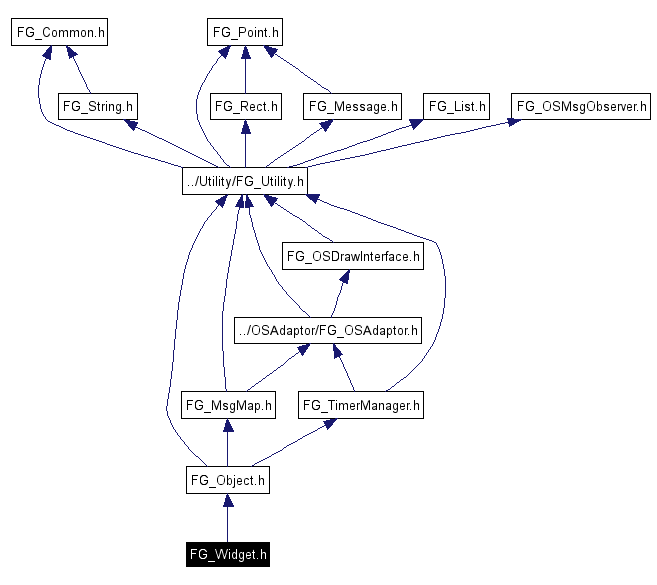 FG_Common.h
FG_Point.h
FG_String.h
FG_Rect.h
FG_Message.h
FG_List.h
FG_OSMsgObserver.h
../Utility/FG_Utility.h
FG_OSDrawInterface.h
../OSAdaptor/FG_OSAdaptor.h
FG_MsgMap.h
FG_TimerManager.h
FG_Object.h
FG_Widget.h